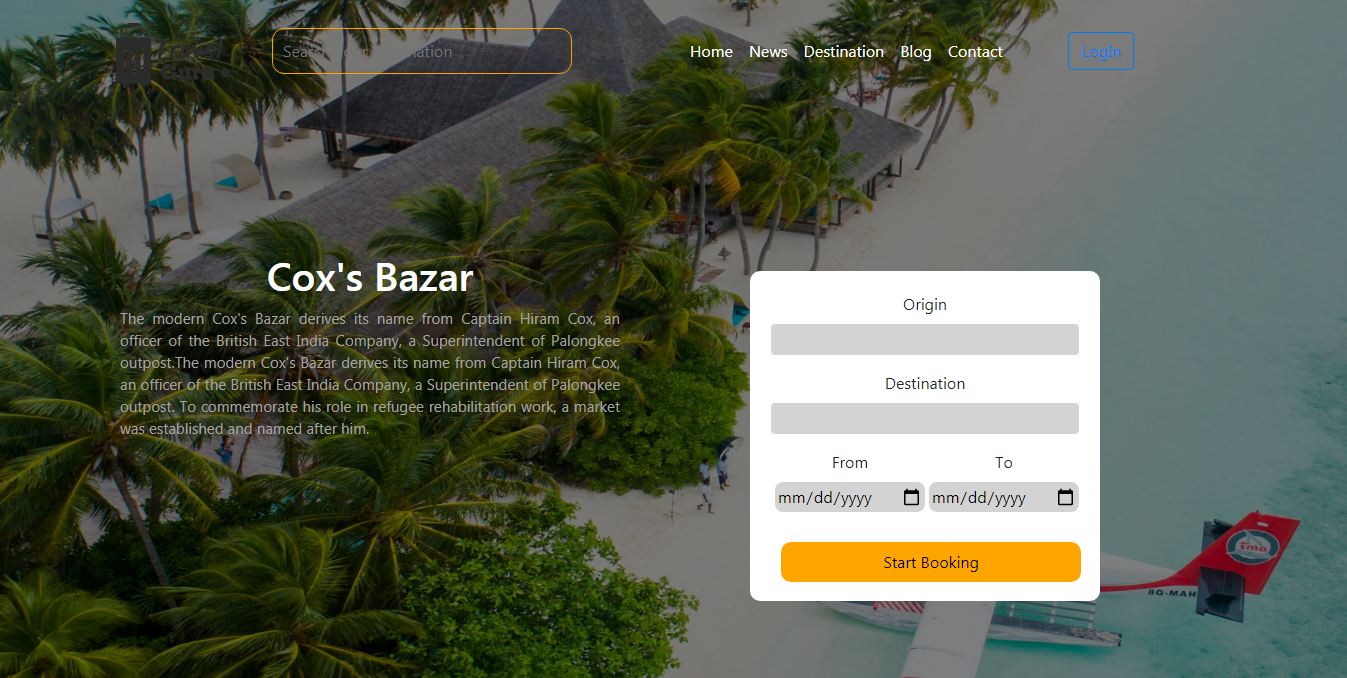 Home News Destination Blog Contact Login
Cox's Bazar
The modern Cox's Bazar derives its name from Captain Hiram Cox, an
officer of the British East India Company, a Superintendent of Palongkee
outpost.The modern Cox's Bazar derives its name from Captain Hiram Cox,
an officer of the British East India Company, a Superintendent of Palongkee
outpost. To commemorate his role in refugee rehabilitation work, a market
was established and named after him.
Origin
Destination
From To
mm/dd/yyyy mm/dd/yyyy
Start Booking
tma
8Q-MAH